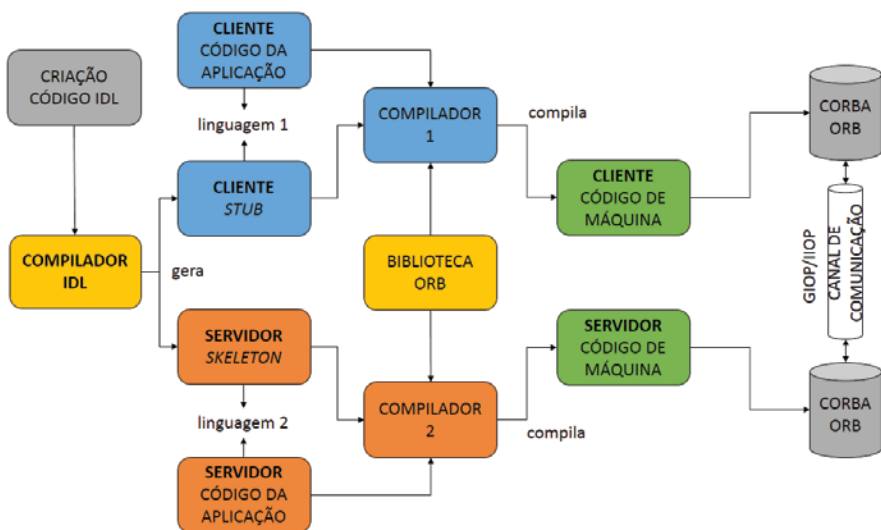 CRIAÇÃO
CÓDIGO IDL
COMPILADOR
IDL
gera
CLIENTE
CÓDIGO DA
APLICAÇÃO
linguagem 1
CLIENTE
STUB
SERVIDOR
SKELETON
linguagem 2
SERVIDOR
CÓDIGO DA
APLICAÇÃO
COMPILADOR
1
BIBLIOTECA
ORB
COMPILADOR
2
compila
CLIENTE
CÓDIGO DE
MÁQUINA
SERVIDOR
CÓDIGO DE
MÁQUINA
compila
CORBA
ORB
GIOP/IIOP
CANAL DE
COMUNICAÇÃO
CORBA
ORB